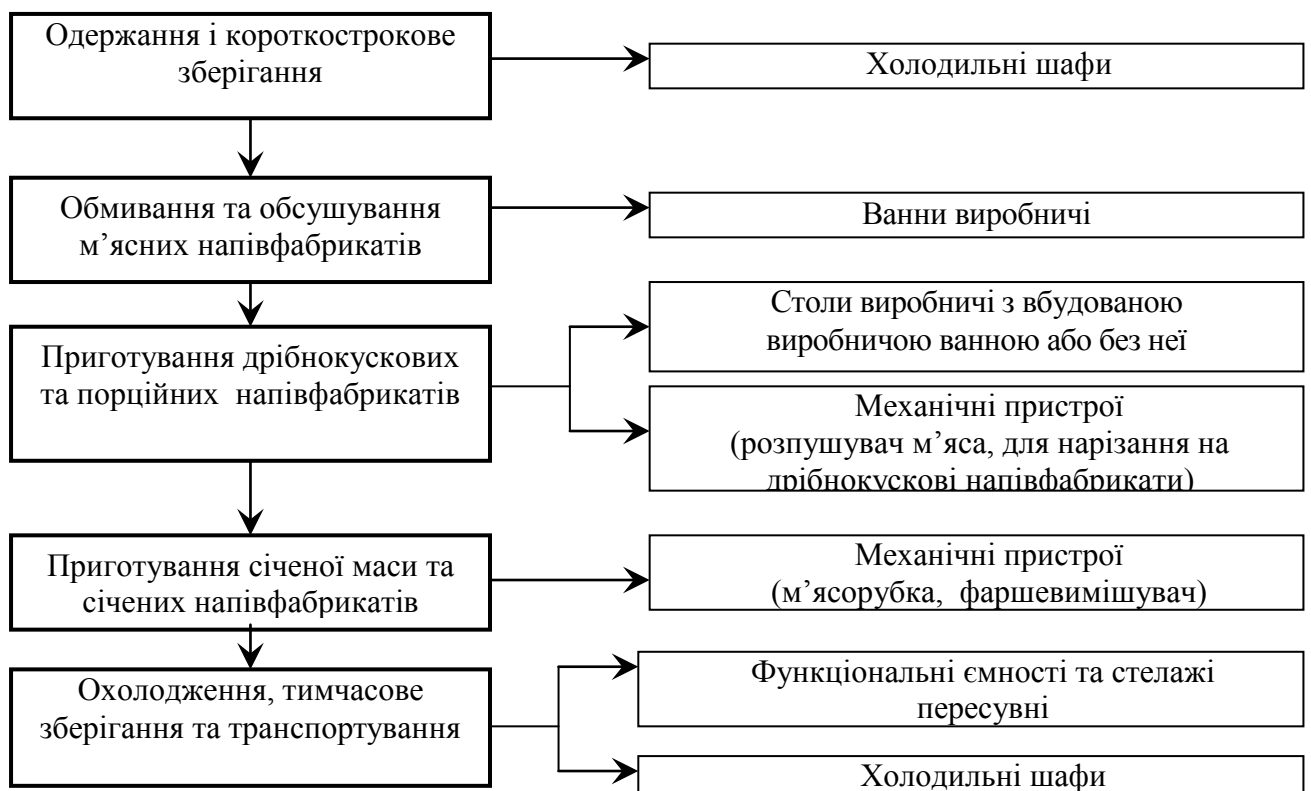 Одержання і короткострокове
зберігання
Холодильні шафи
Обмивання та обсушування
м’ясних напівфабрикатів
Ванни виробничі
Приготування дрібнокускових
та порційних напівфабрикатів
Столи виробничі з вбудованою
виробничою ванною або без неї
Механічні пристрої
(розпушувач м’яса, для нарізання на
дрібнокускові напівфабрикати)
Приготування січеної маси та
січених напівфабрикатів
Механічні пристрої
(м’ясорубка, фаршевимішувач)
Охолодження, тимчасове
зберігання та транспортування
Функціональні ємності та стелажі
пересувні
Холодильні шафи